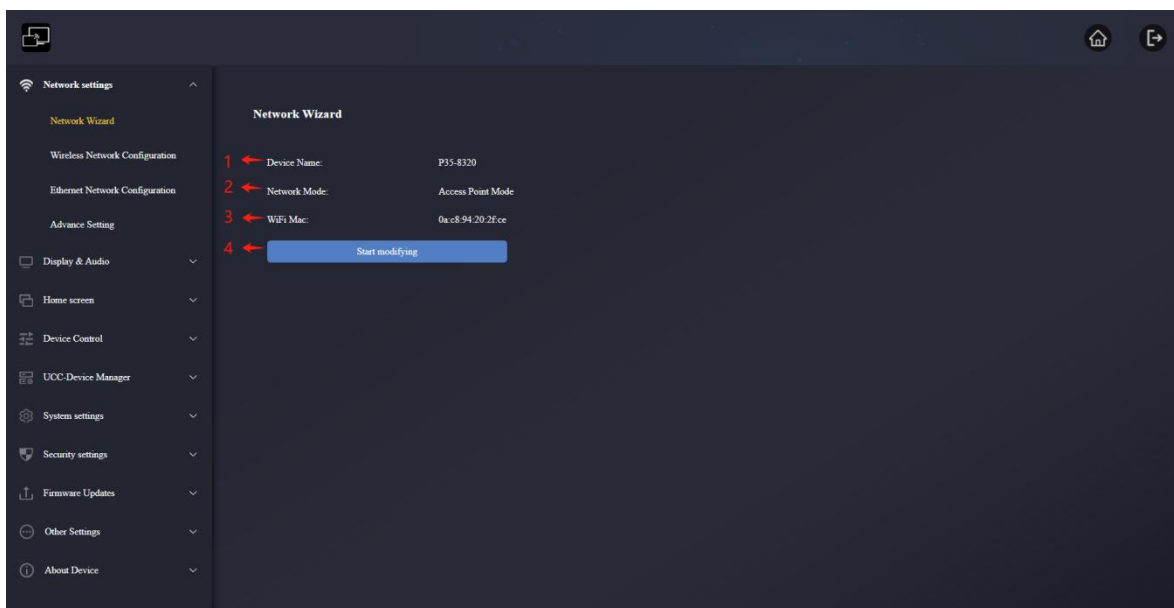 Network settings
Network Wizard
Wireless Network Configuration
Ethernet Network Configuration
Advance Setting
Display & Audio
Home screen
Device Control
UCC-Device Manager
System settings
Security settings
Firmware Updates
Other Settings
About Device
Network Wizard
1 Device Name: P35-8320
2 Network Mode: Access Point Mode
3 WiFi Mac: 0a:c8:94:20:2f:ce
4 Start modifying